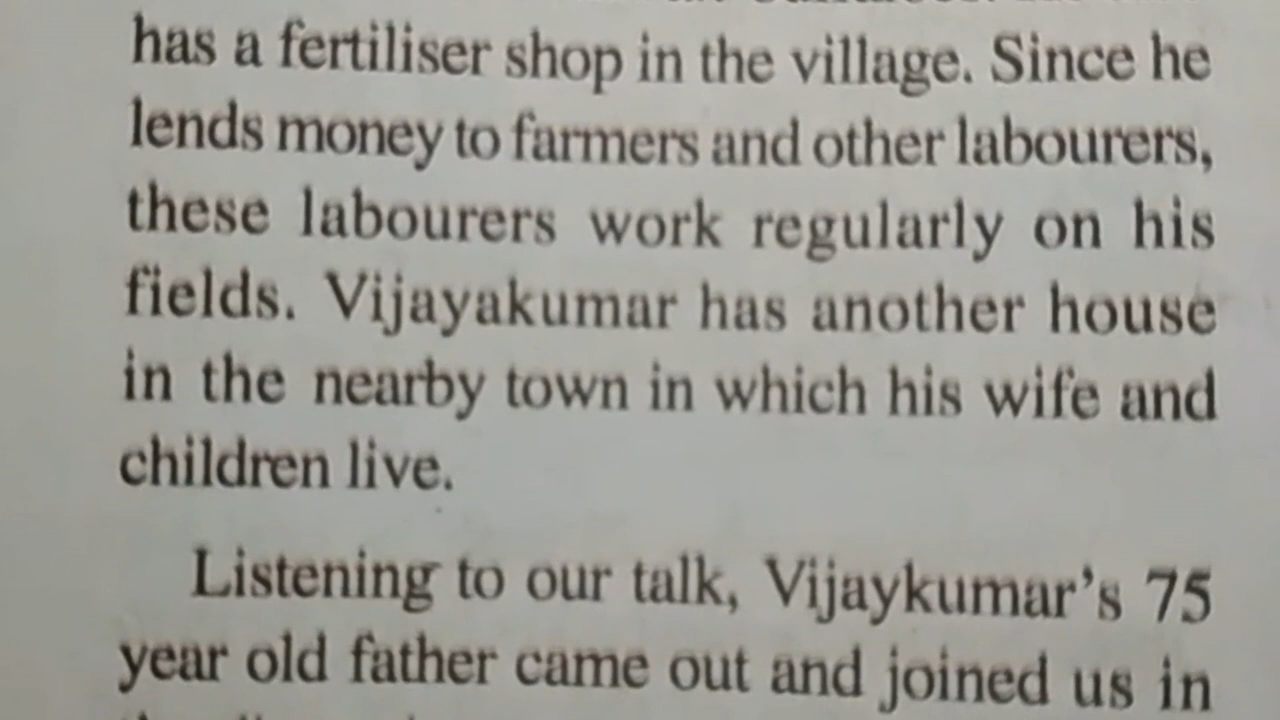 has a fertiliser shop in the village. Since he
lends money to farmers and other labourers,
these labourers work regularly on his
fields. Vijayakumar has another house
in the nearby town in which his wife and
children live.
Listening to our talk, Vijaykumar's 75
year old father came out and joined us in